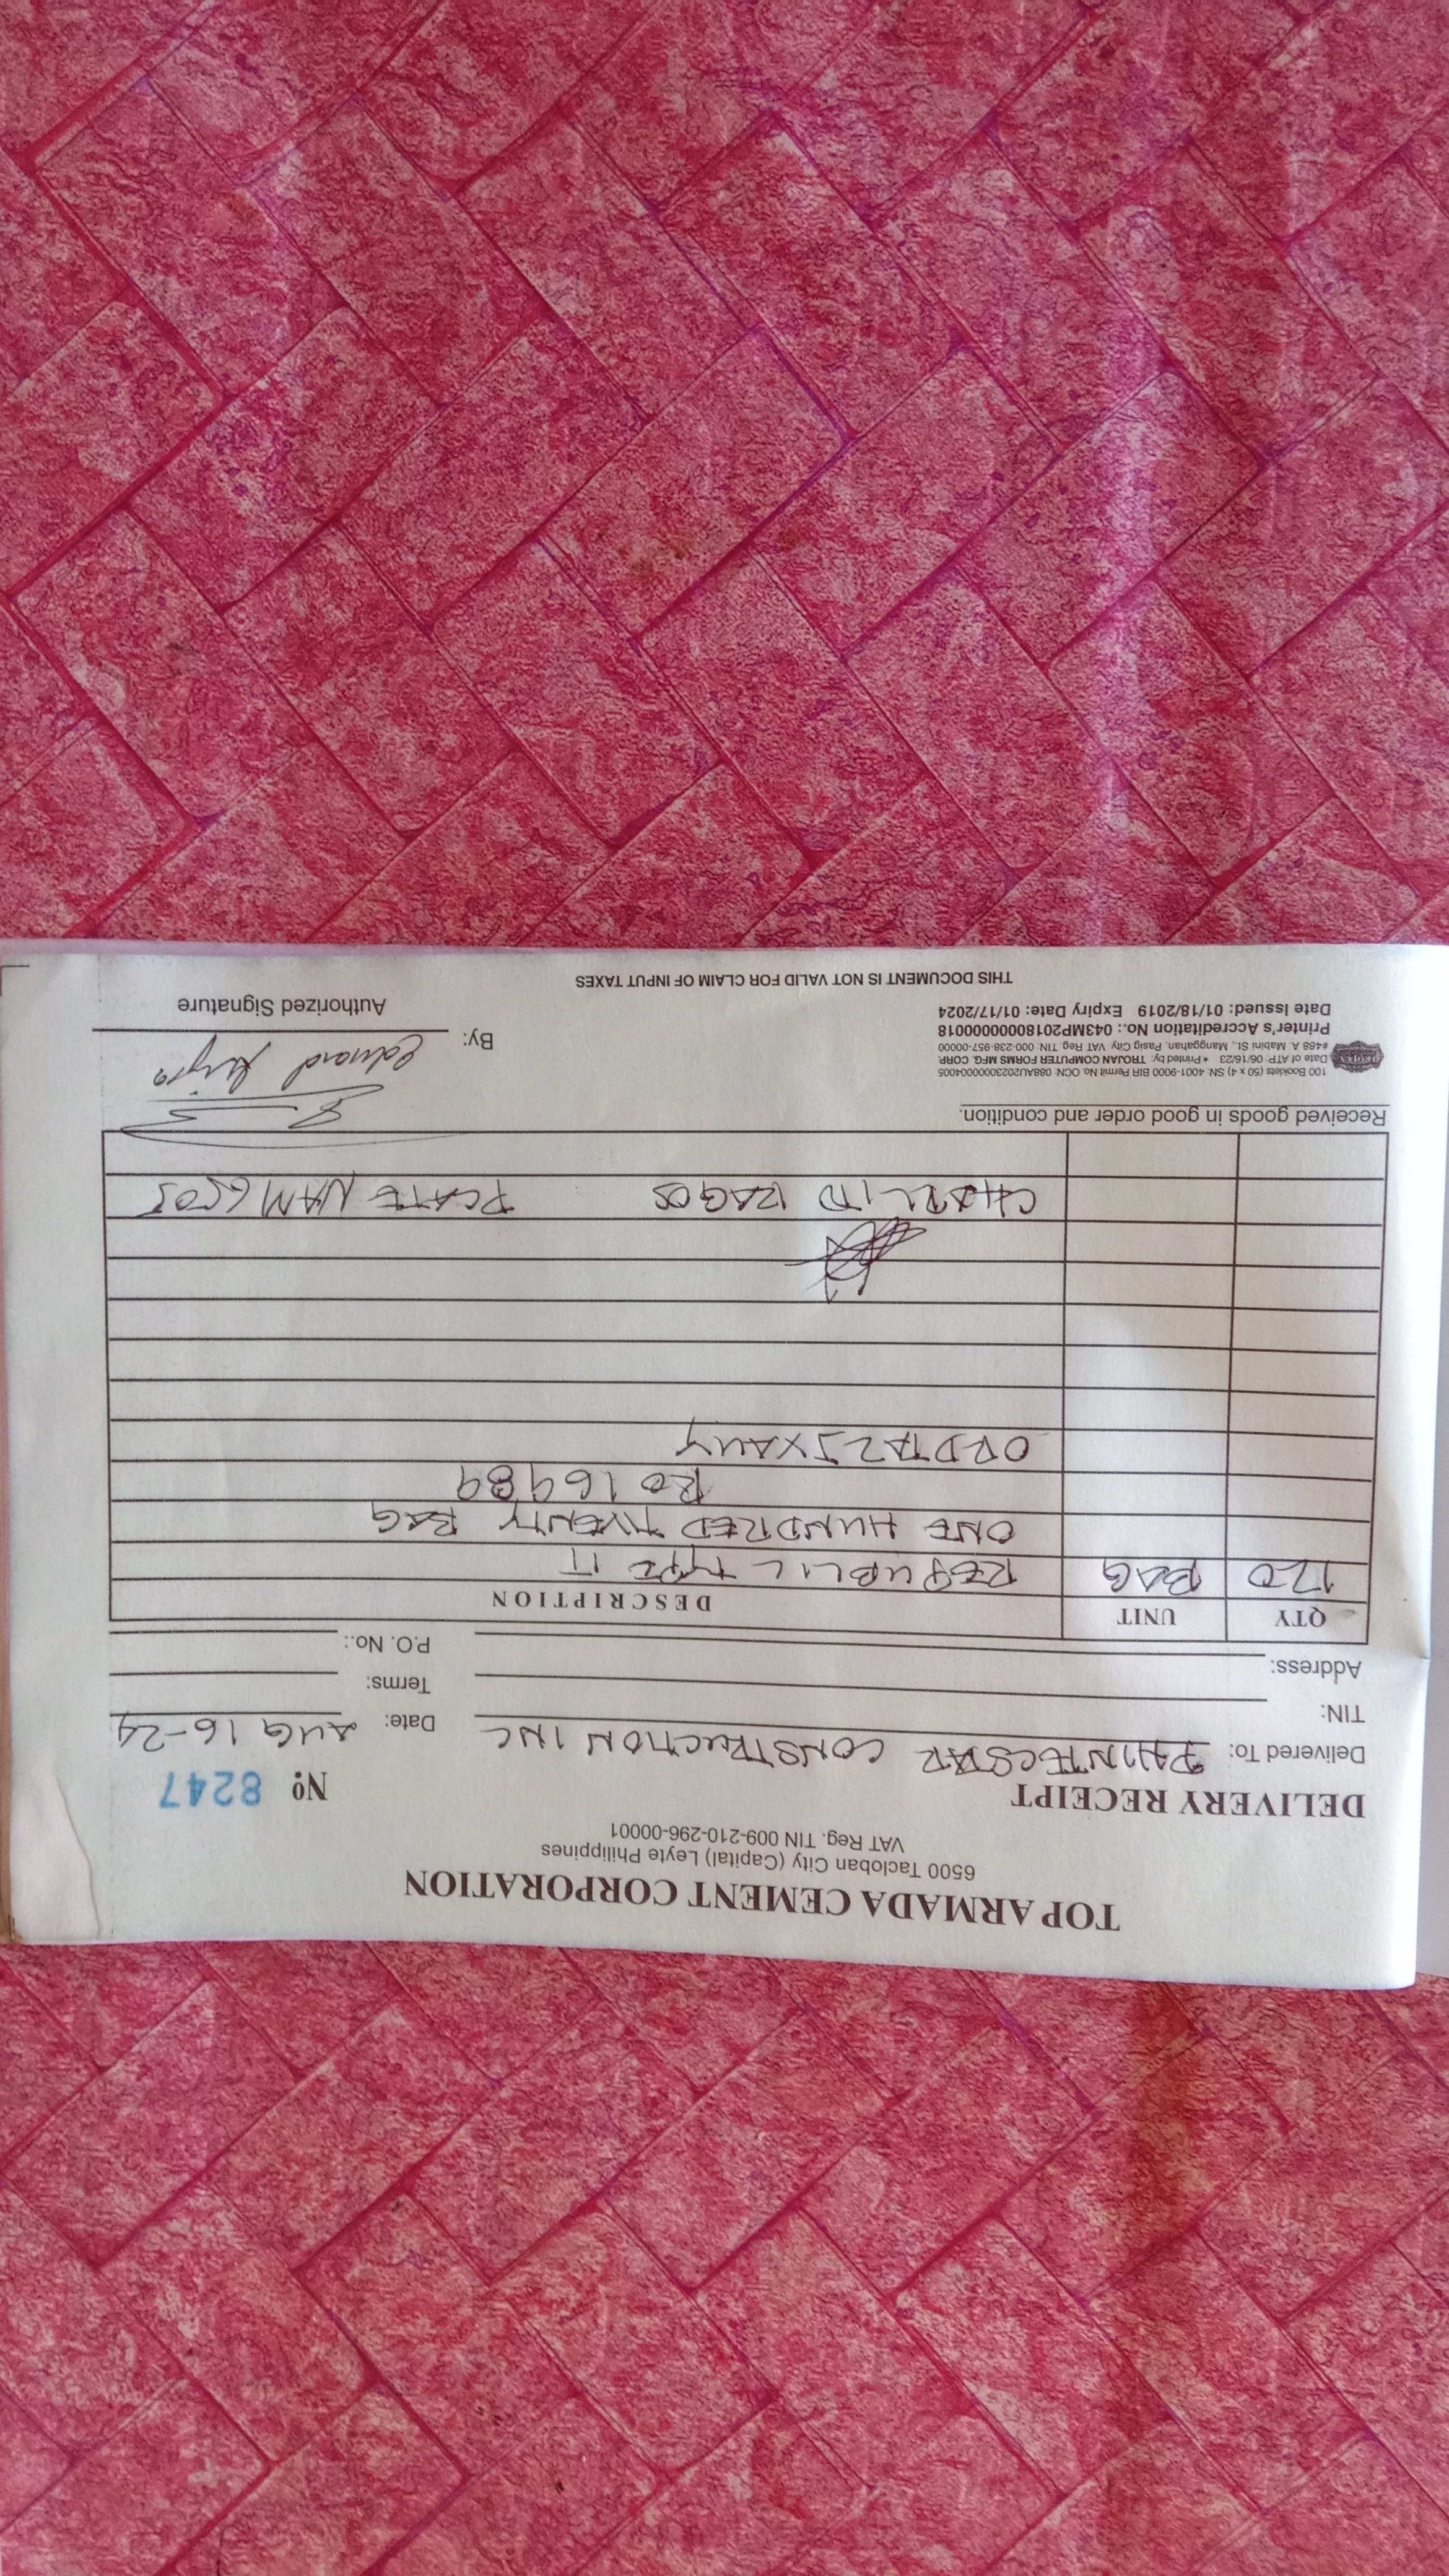 TOP ARMADA CEMENT CORPORATION
6500 Tacloban City (Capital) Leyte Philippines
VAT Reg. TIN 009-210-296-00001
DELIVERY RECEIPT Nº 8247
Delivered To: CONSTRUCTION INC Date: AUG 16-24
TIN: Terms:
Address: P.O. No.:
QTY UNIT DESCRIPTION
120 BAG REPUBLIC TYPE 1T
ONE HUNDRED TWENTY BAG
RO 16989
CHARLITO RAGOS PLATE NAM 6505
Received goods in good order and condition.
100 Booklets (50 x 4) SN: 4001-9000 BIR Permit No. OCN: 088AU20230000004005
Date of ATP: 06/16/23 * Printed by: TROJAN COMPUTER FORMS MFG. CORP.
#488 A. Mabini St., Manggahan, Pasig City VAT Reg TIN: 000-238-957-00000
Printer's Accreditation No.: 043MP20180000000018
Date Issued: 01/18/2019 Expiry Date: 01/17/2024
By: Edward
Authorized Signature
THIS DOCUMENT IS NOT VALID FOR CLAIM OF INPUT TAXES